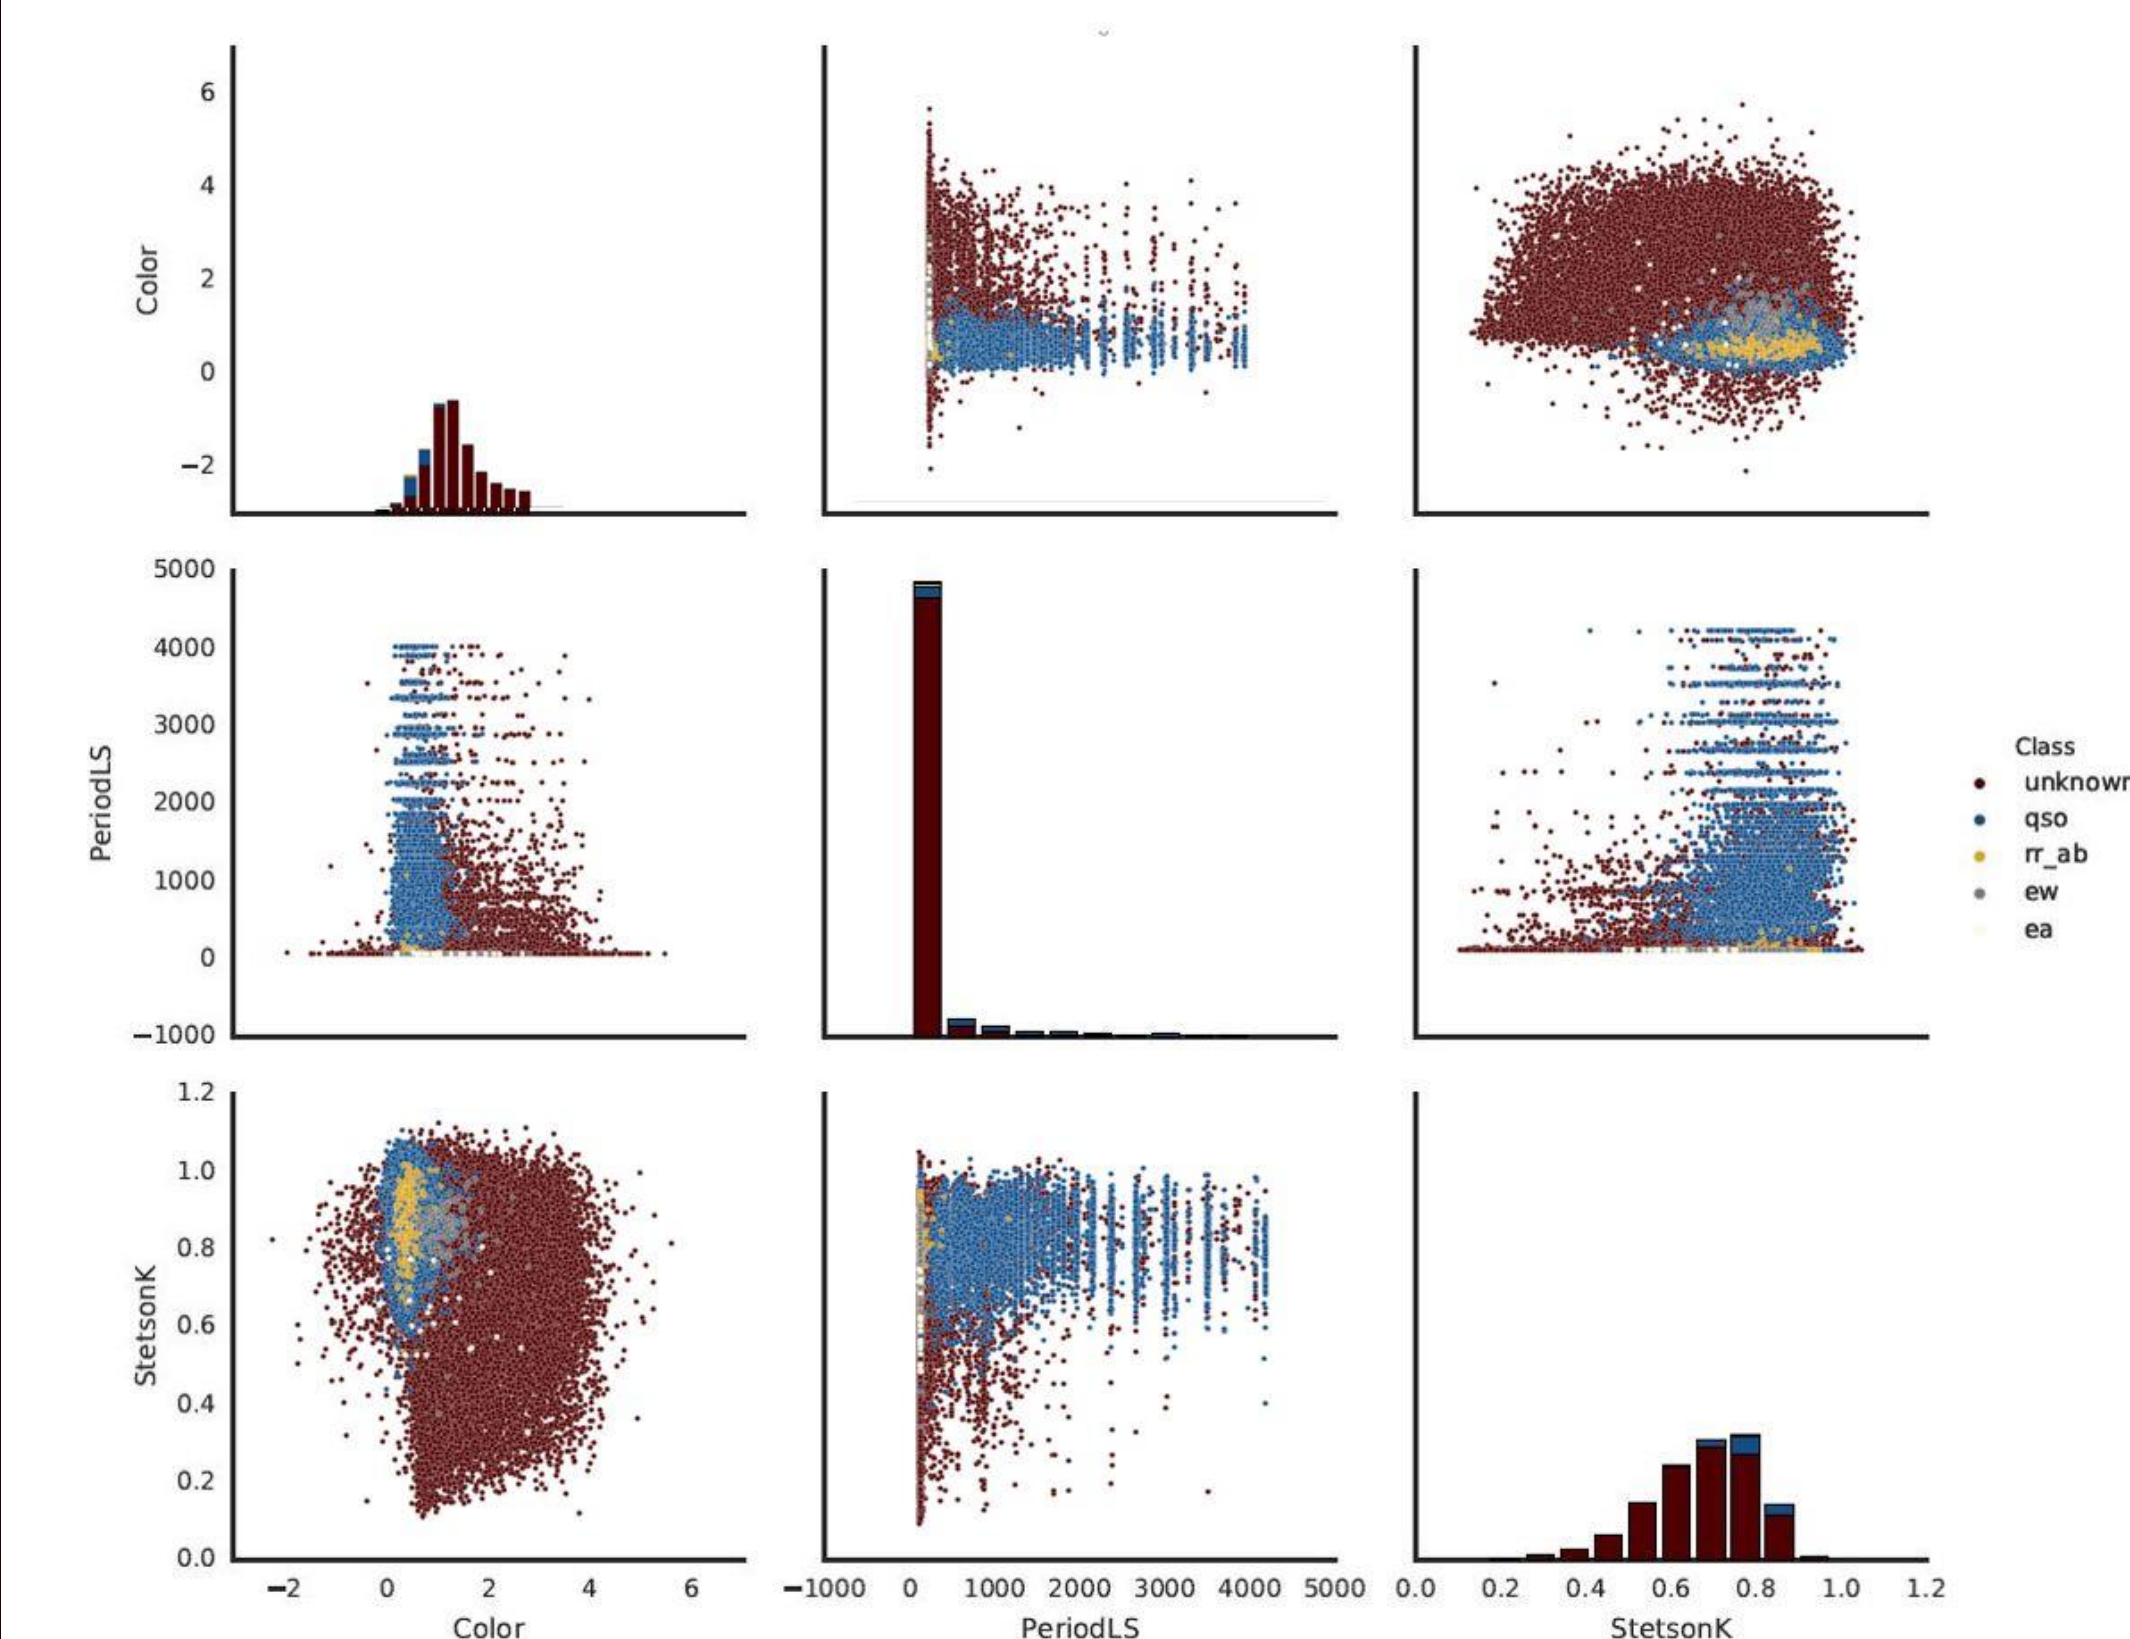 6
4
2
0
−2
Color
5000
4000
3000
2000
1000
0
−1000
PeriodLS
Class
unknown
qso
rr_ab
ew
ea
1.2
1.0
0.8
0.6
0.4
0.2
0.0
StetsonK
−2 0 2 4 6
−1000 0 1000 2000 3000 4000 5000
0.0 0.2 0.4 0.6 0.8 1.0 1.2
Color
PeriodLS
StetsonK